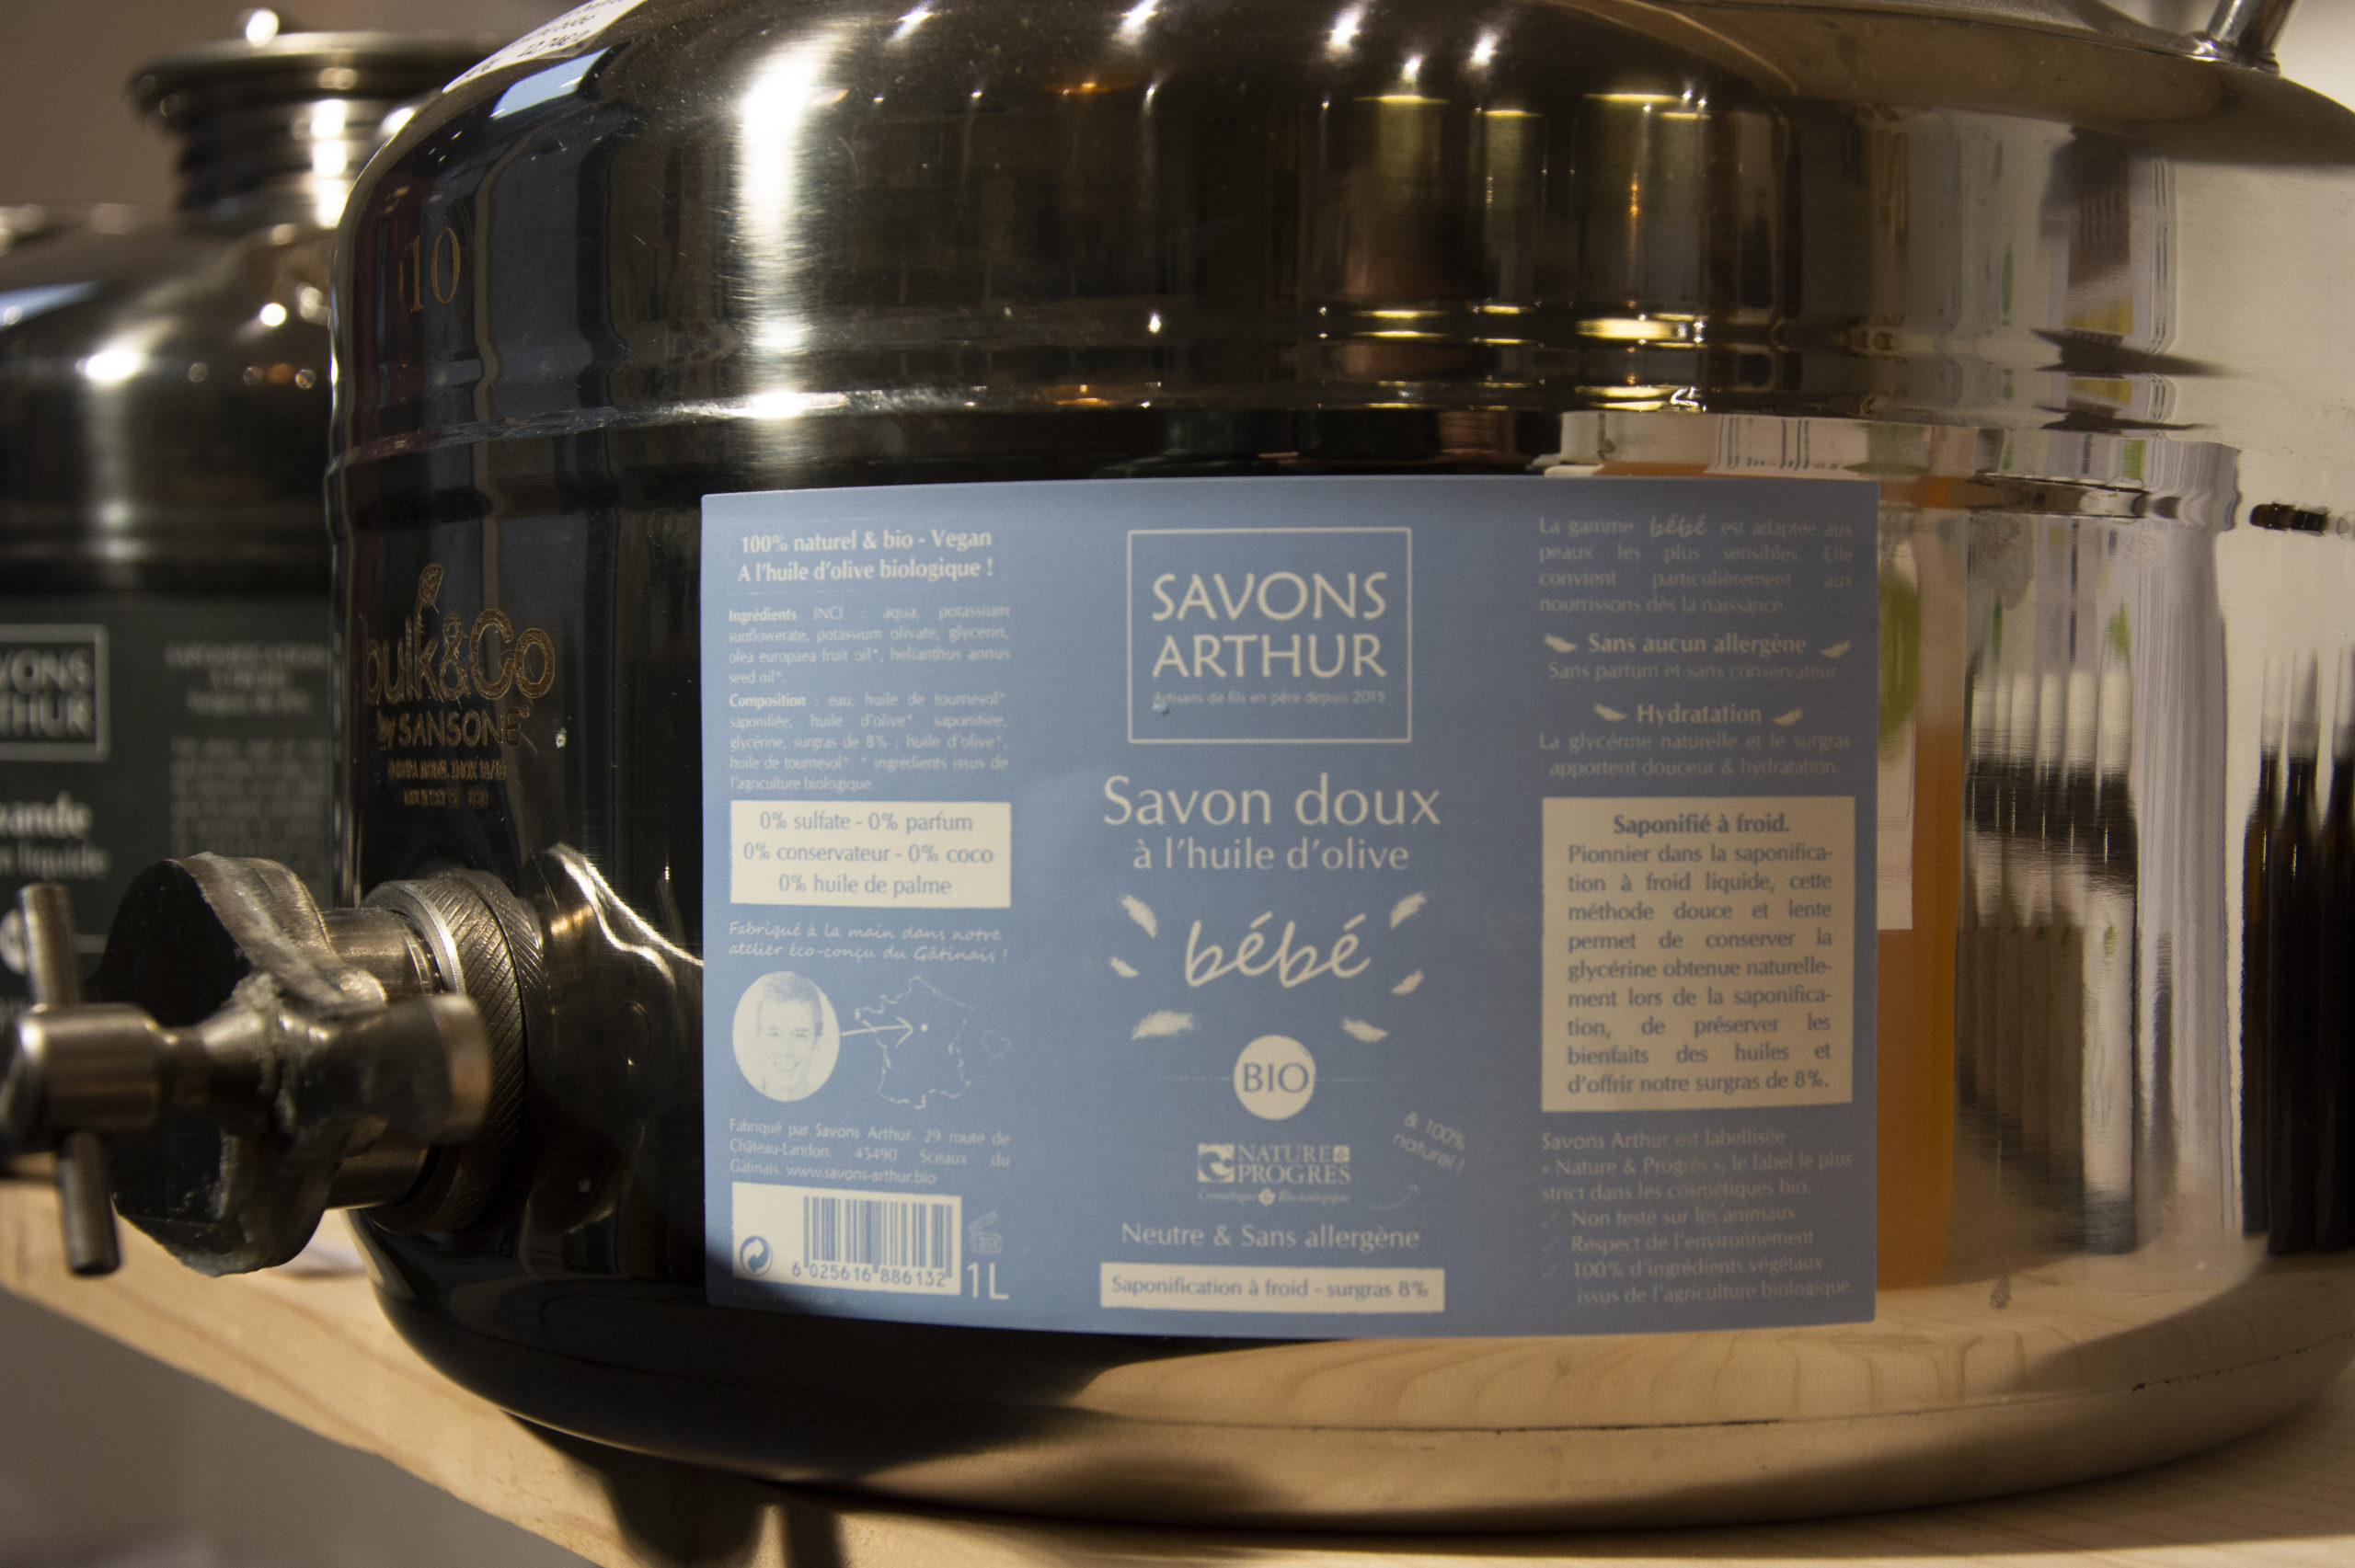 10
bulk&Co
by SANSONE
VONS
THUR
100% naturel & bio - Vegan
A l'huile d'olive biologique !
Ingrédients INCI : aqua, potassium
sunflowerate, potassium olivate, glycerin,
olea europaea fruit oil*, helianthus annus
seed oil*.
Composition : eau, huile de tournesol*
saponifiée, huile d'olive* saponifiée,
glycérine, surgras de 8% : huile d'olive*,
huile de tournesol*. * ingrédients issus de
l'agriculture biologique.
0% sulfate - 0% parfum
0% conservateur - 0% coco
0% huile de palme
Fabriqué à la main dans notre
atelier éco-conçu du Gâtinais !
Fabriqué par Savons Arthur, 29 route de
Château-Landon. 45490 Sceaux du
Gâtinais. www.savons-arthur.bio
6 025616 886132
1L
SAVONS
ARTHUR
Artisans de fils en père depuis 2015
Savon doux
à l'huile d'olive
bébé
BIO
& 100%
naturel !
NATURE &
PROGRES
Cosmétique & Bio-écologique
Neutre & Sans allergène
Saponification à froid - surgras 8%
La gamme bébé est adaptée aux
peaux les plus sensibles. Elle
convient particulièrement aux
nourrissons dès la naissance.
Sans aucun allergène
Sans parfum et sans conservateur.
Hydratation
La glycérine naturelle et le surgras
apportent douceur & hydratation.
Saponifié à froid.
Pionnier dans la saponifica-
tion à froid liquide, cette
méthode douce et lente
permet de conserver la
glycérine obtenue naturelle-
ment lors de la saponifica-
tion, de préserver les
bienfaits des huiles et
d'offrir notre surgras de 8%.
Savons Arthur est labellisée
« Nature & Progrès », le label le plus
strict dans les cosmétiques bio.
Non testé sur les animaux
Respect de l'environnement
100% d'ingrédients végétaux
issus de l'agriculture biologique.